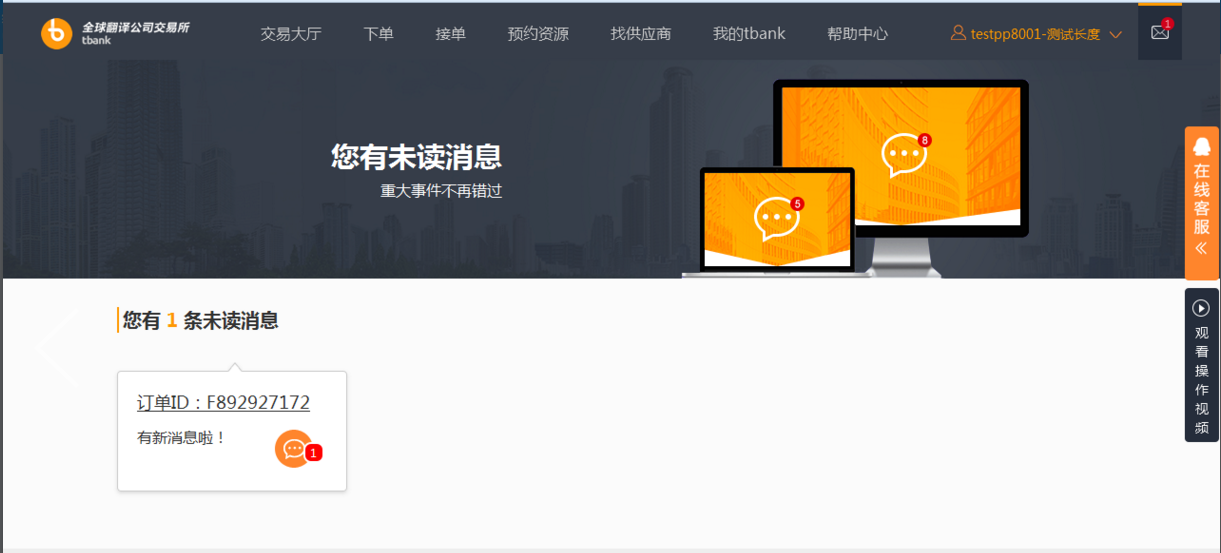 全球翻译公司交易所
tbank
交易大厅 下单 接单 预约资源 找供应商 我的tbank 帮助中心 testpp8001-测试长度 1
您有未读消息
重大事件不再错过
8
5
在线客服
观看操作视频
您有 1 条未读消息
订单ID：F892927172
有新消息啦！
1